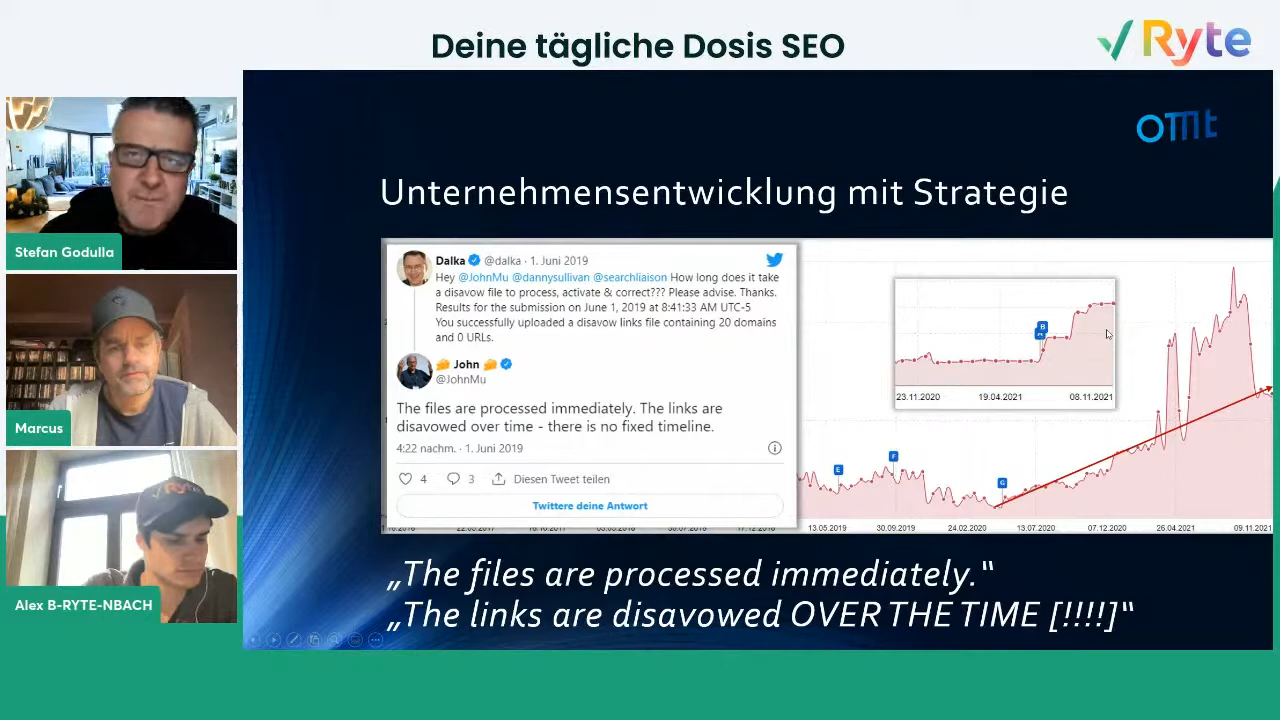 Deine tägliche Dosis SEO
Ryte
OMT
Unternehmensentwicklung mit Strategie
Stefan Godulla
Marcus
Alex B-RYTE-NBACH
RYTE
Dalka @dalka · 1. Juni 2019
Hey @JohnMu @dannysullivan @searchliaison How long does it take
a disavow file to process, activate & correct??? Please advise. Thanks.
Results for the submission on June 1, 2019 at 8:41:33 AM UTC-5
You successfully uploaded a disavow links file containing 20 domains
and 0 URLs.
🧀 John 🧀
@JohnMu
The files are processed immediately. The links are
disavowed over time - there is no fixed timeline.
4:22 nachm. · 1. Juni 2019
4 3 Diesen Tweet teilen
Twittere deine Antwort
B
23.11.2020 19.04.2021 08.11.2021
E
F
G
13.05.2019 30.09.2019 24.02.2020 13.07.2020 07.12.2020 26.04.2021 09.11.2021
„The files are processed immediately.“
„The links are disavowed OVER THE TIME [!!!!]“